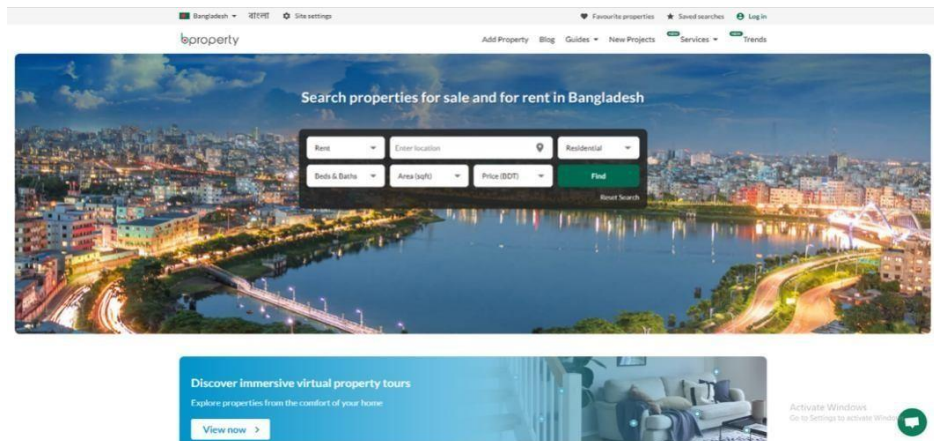 Bangladesh বাংলা Site settings Favourite properties Saved searches Log in
bproperty Add Property Blog Guides New Projects NEW Services NEW Trends
Search properties for sale and for rent in Bangladesh
Rent Enter location Residential
Beds & Baths Area (sqft) Price (BDT) Find
Reset Search
Discover immersive virtual property tours
Explore properties from the comfort of your home
View now >
Activate Windows
Go to Settings to activate